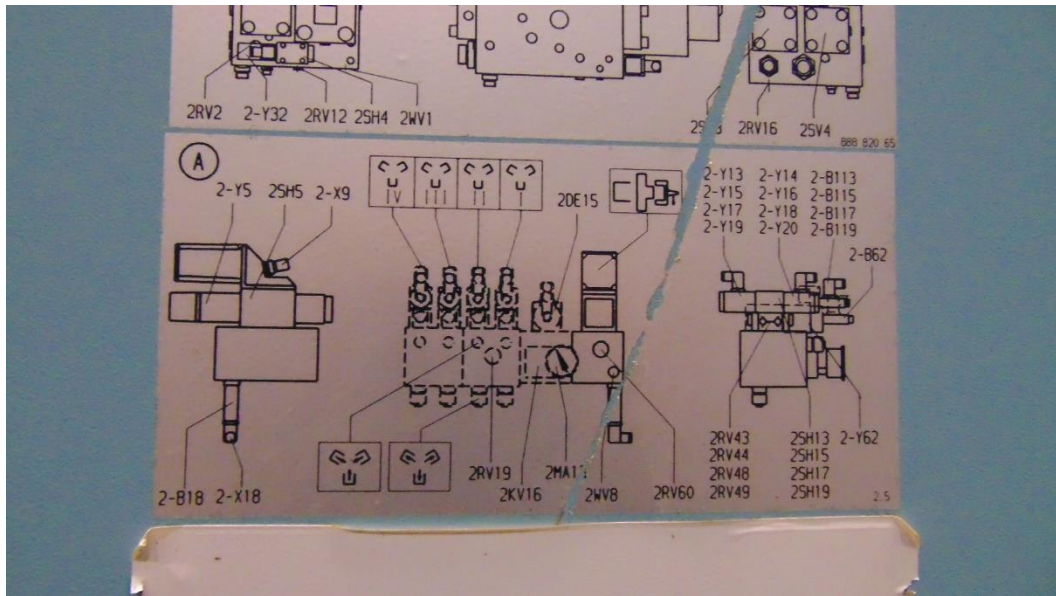 2RV2 2-Y32 2RV12 2SH4 2WV1
2RV16 2SV4
888 820 65
A
2-Y5 2SH5 2-X9
IV III II I
2DE15
2-Y13 2-Y14 2-B113
2-Y15 2-Y16 2-B115
2-Y17 2-Y18 2-B117
2-Y19 2-Y20 2-B119
2-B62
2RV43 2SH13 2-Y62
2RV44 2SH15
2RV48 2SH17
2RV49 2SH19
2RV19
2KV16 2WV8 2RV60
2-B18 2-X18
2.5